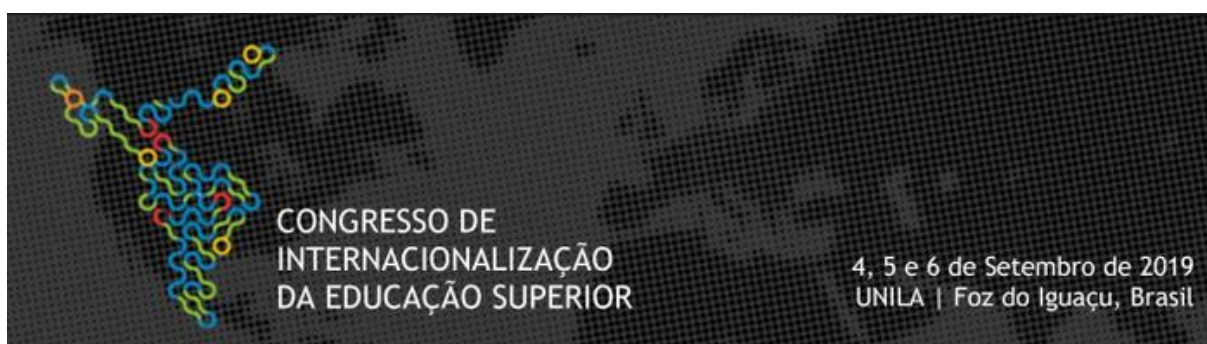 CONGRESSO DE
INTERNACIONALIZAÇÃO
DA EDUCAÇÃO SUPERIOR
4, 5 e 6 de Setembro de 2019
UNILA | Foz do Iguaçu, Brasil